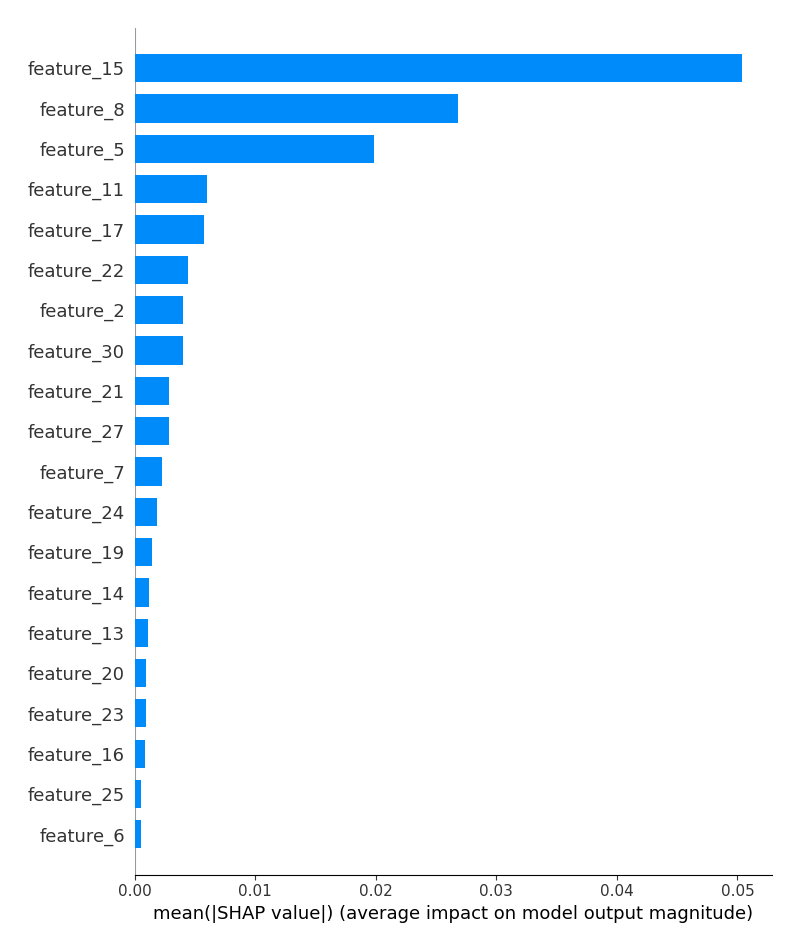 feature_15
feature_8
feature_5
feature_11
feature_17
feature_22
feature_2
feature_30
feature_21
feature_27
feature_7
feature_24
feature_19
feature_14
feature_13
feature_20
feature_23
feature_16
feature_25
feature_6
0.00 0.01 0.02 0.03 0.04 0.05
mean(|SHAP value|) (average impact on model output magnitude)